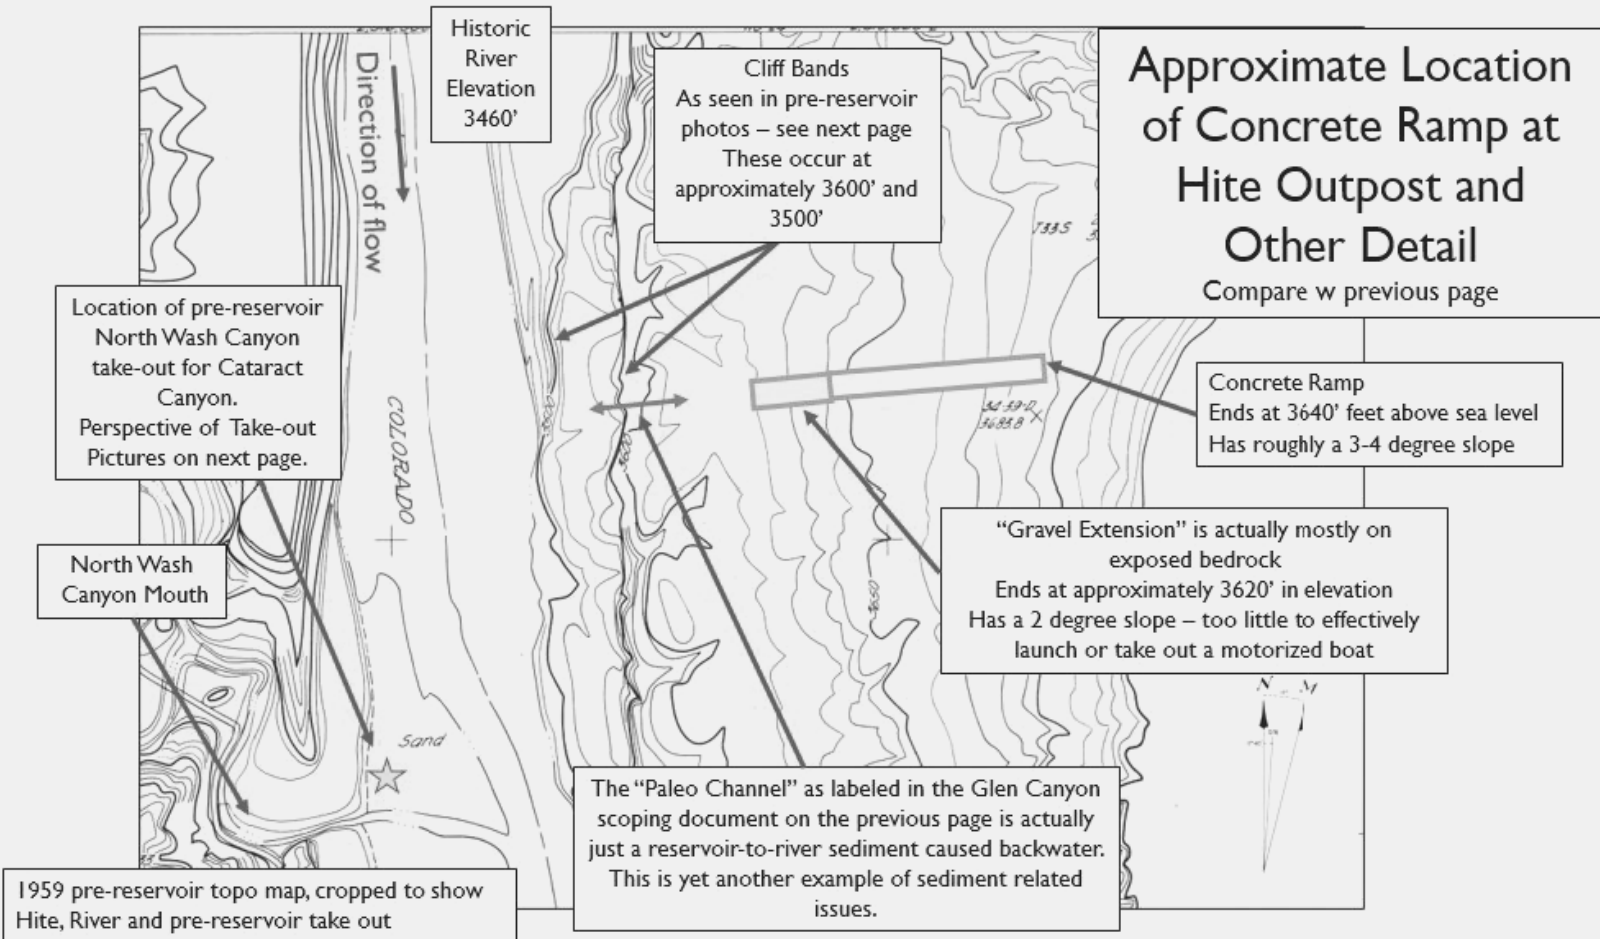 Historic
River
Elevation
3460’
Cliff Bands
As seen in pre-reservoir
photos – see next page
These occur at
approximately 3600’ and
3500’
Approximate Location
of Concrete Ramp at
Hite Outpost and
Other Detail
Compare w previous page
Direction of flow
T33S
Location of pre-reservoir
North Wash Canyon
take-out for Cataract
Canyon.
Perspective of Take-out
Pictures on next page.
COLORADO
3600
Concrete Ramp
Ends at 3640’ feet above sea level
Has roughly a 3-4 degree slope
“Gravel Extension” is actually mostly on
exposed bedrock
Ends at approximately 3620’ in elevation
Has a 2 degree slope – too little to effectively
launch or take out a motorized boat
3650
North Wash
Canyon Mouth
N M
Sand
The “Paleo Channel” as labeled in the Glen Canyon
scoping document on the previous page is actually
just a reservoir-to-river sediment caused backwater.
This is yet another example of sediment related
issues.
1959 pre-reservoir topo map, cropped to show
Hite, River and pre-reservoir take out